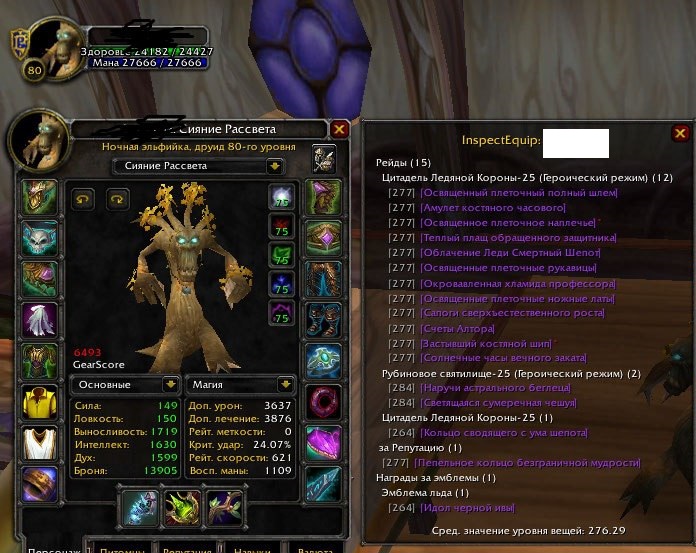 Здоровье 24182 / 24427
Мана 27666 / 27666
80
Сияние Рассвета
Ночная эльфийка, друид 80-го уровня
Сияние Рассвета
75
75
75
75
75
6493
GearScore
Основные
Магия
Сила: 149
Ловкость: 150
Выносливость: 1719
Интеллект: 1630
Дух: 1599
Броня: 13905
Доп. урон: 3637
Доп. лечение: 3876
Рейт. меткости: 0
Крит. удар: 24.07%
Рейт. скорости: 621
Восп. маны: 1109
Персонаж
Питомцы
Репутация
Навыки
Валюта
InspectEquip:
Рейды (15)
Цитадель Ледяной Короны-25 (Героический режим) (12)
[277] [Освященный плеточный полный шлем]
[277] [Амулет костяного часового]
[277] [Освященное плеточное наплечье]
[277] [Теплый плащ обращенного защитника]
[277] [Облачение Леди Смертный Шепот]
[277] [Освященные плеточные рукавицы]
[277] [Окровавленная хламида профессора]
[277] [Освященные плеточные ножные латы]
[277] [Сапоги сверхъестественного роста]
[277] [Счеты Алтора]
[277] [Застывший костяной шип]
[277] [Солнечные часы вечного заката]
Рубиновое святилище-25 (Героический режим) (2)
[284] [Наручи астрального беглеца]
[284] [Светящаяся сумеречная чешуя]
Цитадель Ледяной Короны-25 (1)
[264] [Кольцо сводящего с ума шепота]
за Репутацию (1)
[277] [Пепельное кольцо безграничной мудрости]
Награды за эмблемы (1)
Эмблема льда (1)
[264] [Идол черной ивы]
Сред. значение уровня вещей: 276.29